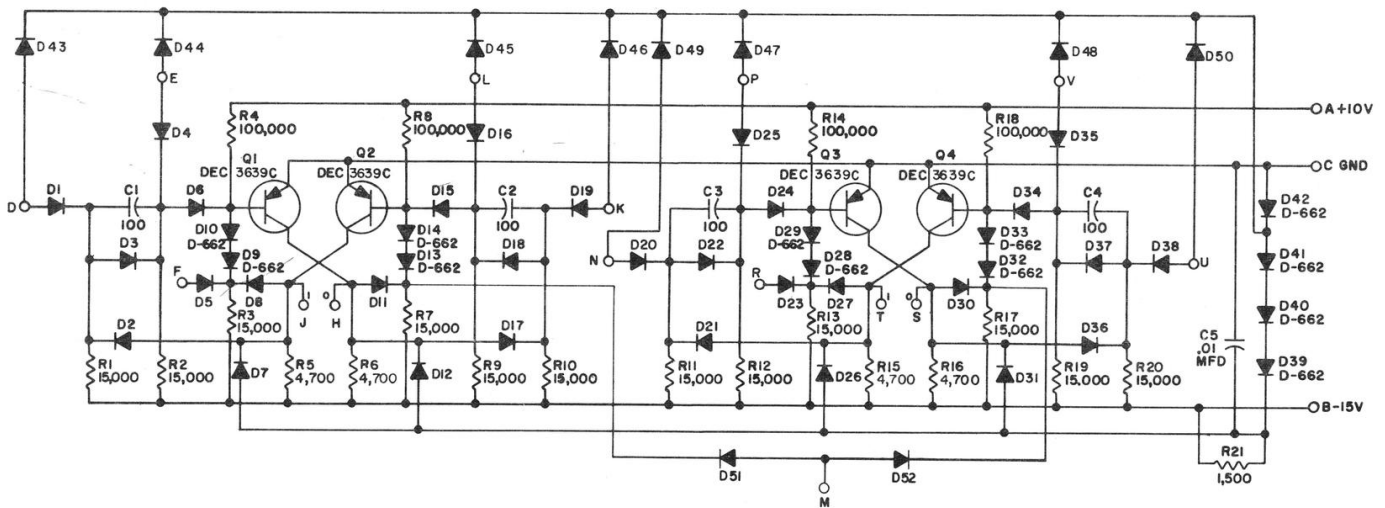 D43
D44
D45
D46
D49
D47
D48
D50
E
L
P
V
A+10V
R4
100,000
R8
100,000
R14
100,000
R18
100,000
D4
D16
D25
D35
Q1
DEC 3639C
Q2
DEC 3639C
Q3
DEC 3639C
Q4
DEC 3639C
C GND
D
D1
C1
100
D6
D15
C2
100
D19
K
C3
100
D24
D34
C4
100
D42
D-662
D3
D10
D-662
D14
D-662
D18
N
D20
D22
D29
D-662
D33
D-662
D37
D38
U
D41
D-662
F
D5
D9
D-662
D8
1
J
0
H
D11
D13
D-662
R
D23
D28
D-662
D27
1
T
0
S
D30
D32
D-662
D40
D-662
D2
R3
15,000
R7
15,000
D17
D21
R13
15,000
R17
15,000
D36
C5
.01
MFD
R1
15,000
R2
15,000
D7
R5
4,700
R6
4,700
D12
R9
15,000
R10
15,000
R11
15,000
R12
15,000
D26
R15
4,700
R16
4,700
D31
R19
15,000
R20
15,000
D39
D-662
B-15V
D51
D52
M
R21
1,500